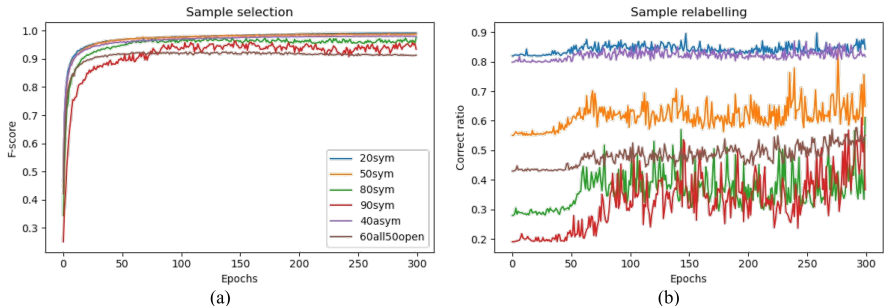 Sample selection
1.0
0.9
0.8
0.7
0.6
0.5
0.4
0.3
F-score
0 50 100 150 200 250 300
Epochs
20sym
50sym
80sym
90sym
40asym
60all50open
(a)
Sample relabelling
0.9
0.8
0.7
0.6
0.5
0.4
0.3
0.2
Correct ratio
0 50 100 150 200 250 300
Epochs
(b)